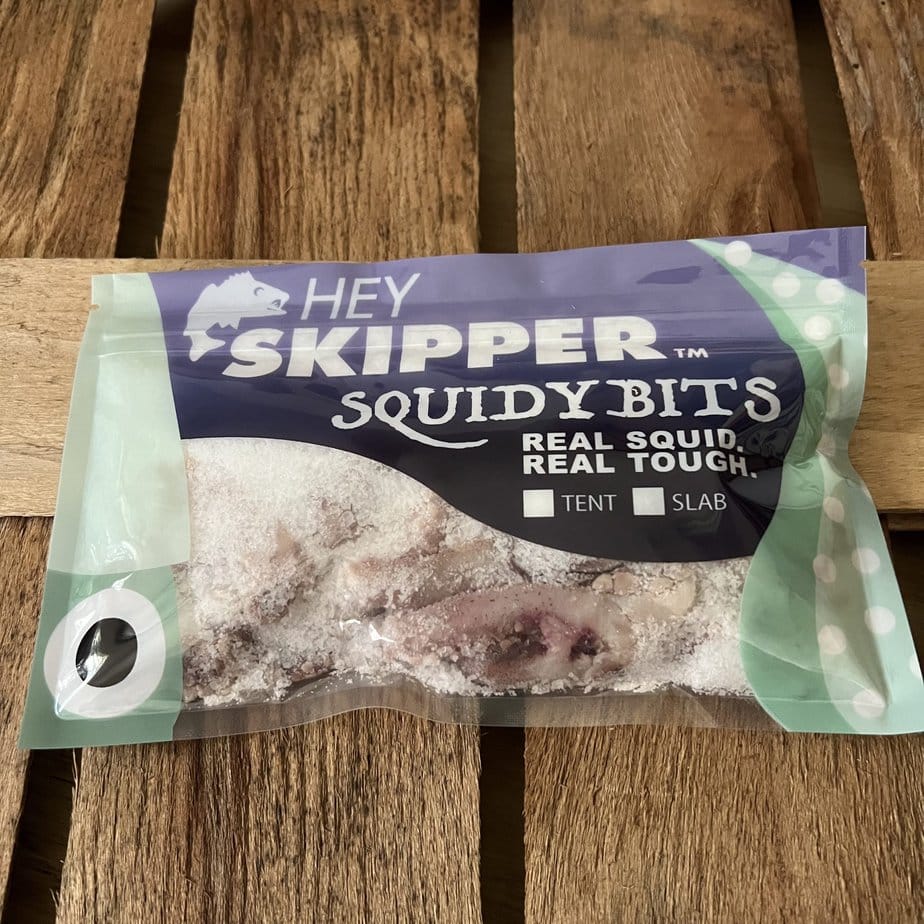 HEY
SKIPPER™
SQUIDY BITS
REAL SQUID.
REAL TOUGH.
TENT SLAB